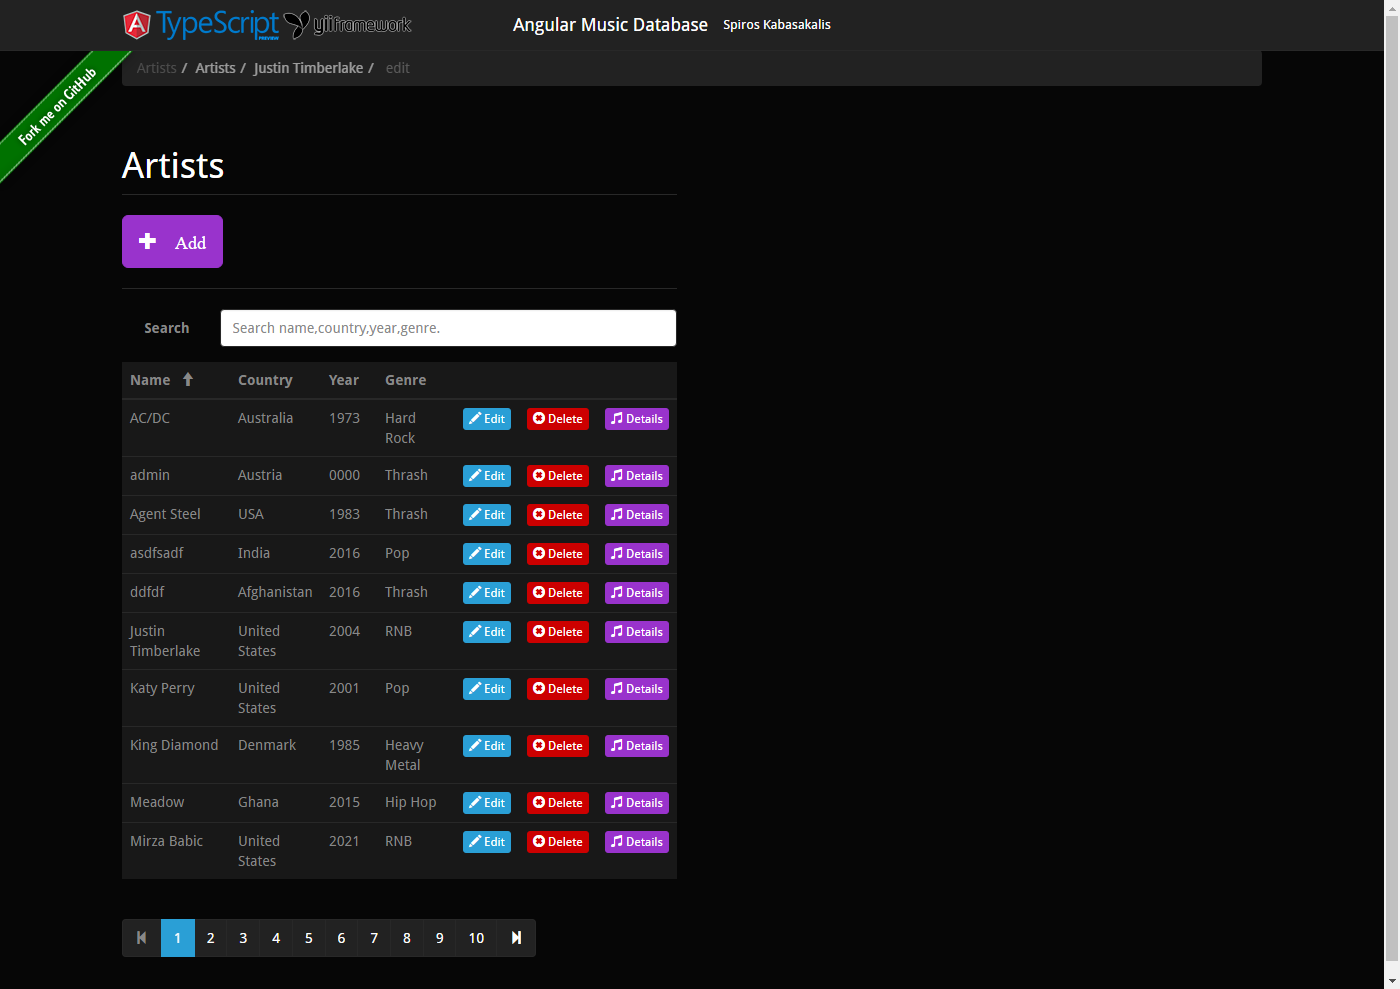 A TypeScript PREVIEW yiiframework Angular Music Database Spiros Kabasakalis
Fork me on GitHub
Artists / Artists / Justin Timberlake / edit
Artists
Add
Search Search name,country,year,genre.
Name Country Year Genre
AC/DC Australia 1973 Hard Rock Edit Delete Details
admin Austria 0000 Thrash Edit Delete Details
Agent Steel USA 1983 Thrash Edit Delete Details
asdfsadf India 2016 Pop Edit Delete Details
ddfdf Afghanistan 2016 Thrash Edit Delete Details
Justin Timberlake United States 2004 RNB Edit Delete Details
Katy Perry United States 2001 Pop Edit Delete Details
King Diamond Denmark 1985 Heavy Metal Edit Delete Details
Meadow Ghana 2015 Hip Hop Edit Delete Details
Mirza Babic United States 2021 RNB Edit Delete Details
1 2 3 4 5 6 7 8 9 10